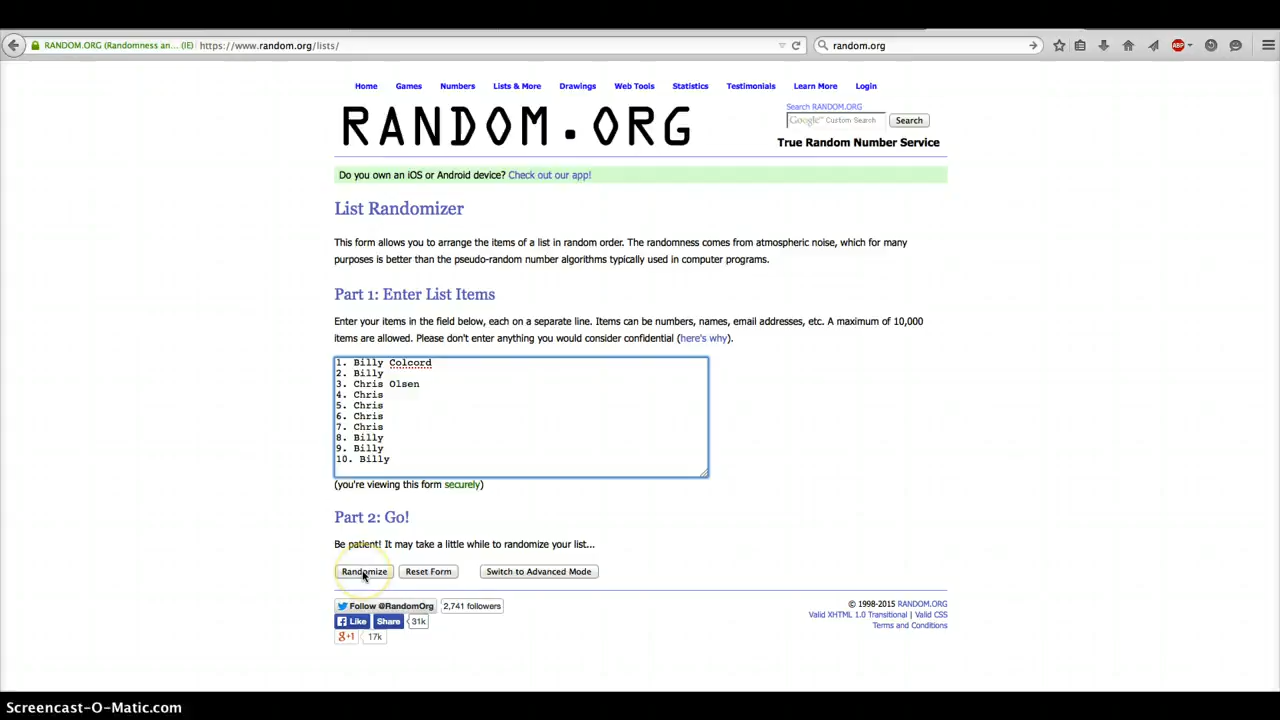 RANDOM.ORG (Randomness an... (IE) https://www.random.org/lists/ random.org ABP
Home Games Numbers Lists & More Drawings Web Tools Statistics Testimonials Learn More Login
RANDOM.ORG
Search RANDOM.ORG
Google™ Custom Search Search
True Random Number Service
Do you own an iOS or Android device? Check out our app!
List Randomizer
This form allows you to arrange the items of a list in random order. The randomness comes from atmospheric noise, which for many
purposes is better than the pseudo-random number algorithms typically used in computer programs.
Part 1: Enter List Items
Enter your items in the field below, each on a separate line. Items can be numbers, names, email addresses, etc. A maximum of 10,000
items are allowed. Please don't enter anything you would consider confidential (here's why).
1. Billy Colcord
2. Billy
3. Chris Olsen
4. Chris
5. Chris
6. Chris
7. Chris
8. Billy
9. Billy
10. Billy
(you're viewing this form securely)
Part 2: Go!
Be patient! It may take a little while to randomize your list...
Randomize Reset Form Switch to Advanced Mode
Follow @RandomOrg 2,741 followers
Like Share 31k
g+1 17k
© 1998-2015 RANDOM.ORG
Valid XHTML 1.0 Transitional | Valid CSS
Terms and Conditions
Screencast-O-Matic.com